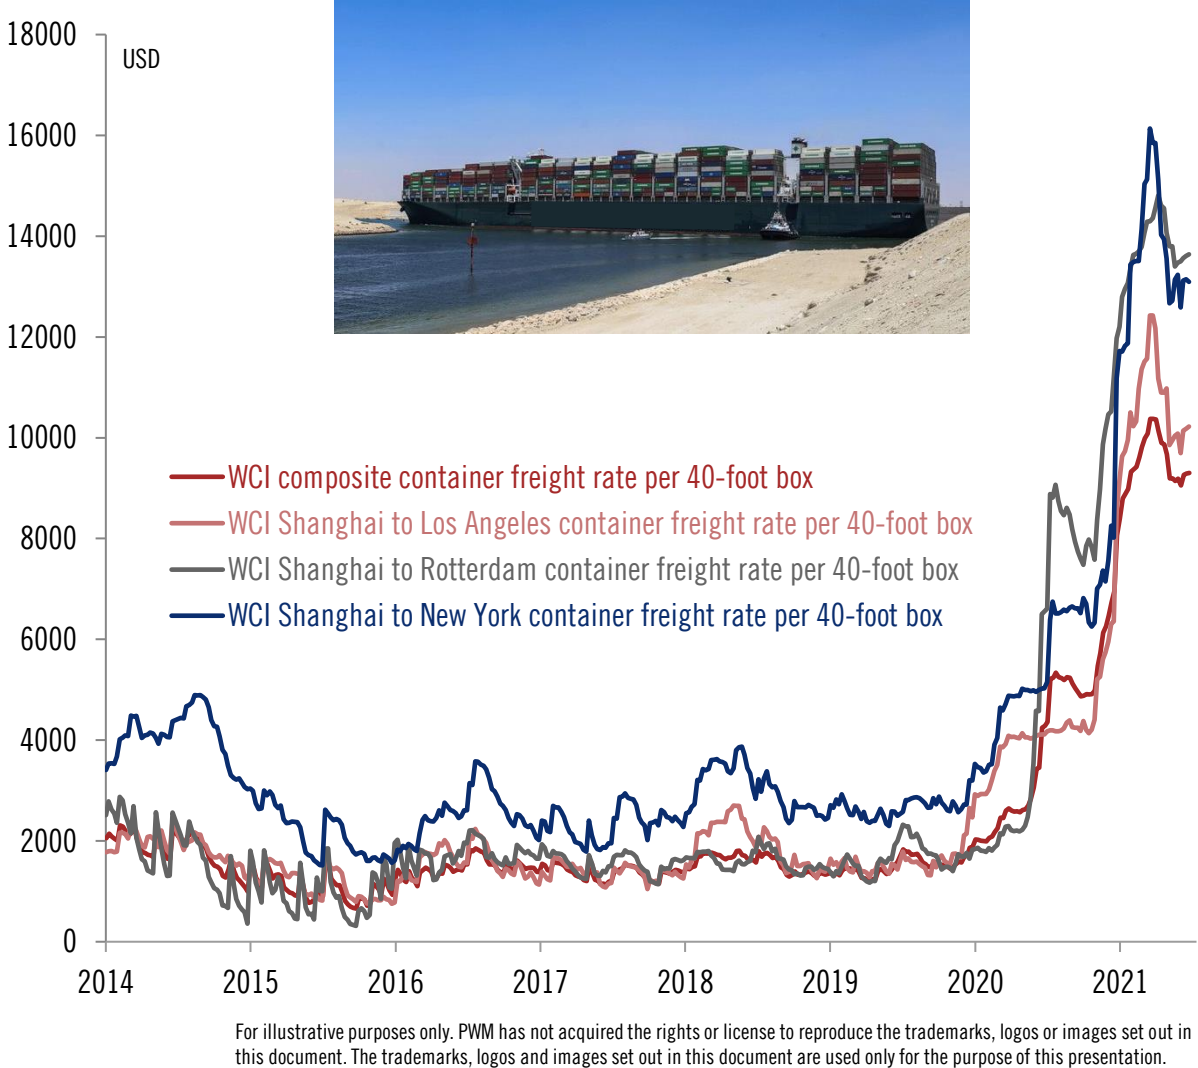 18000
USD
16000
14000
12000
10000
8000
6000
4000
2000
0
WCI composite container freight rate per 40-foot box
WCI Shanghai to Los Angeles container freight rate per 40-foot box
WCI Shanghai to Rotterdam container freight rate per 40-foot box
WCI Shanghai to New York container freight rate per 40-foot box
2014 2015 2016 2017 2018 2019 2020 2021
For illustrative purposes only. PWM has not acquired the rights or license to reproduce the trademarks, logos or images set out in
this document. The trademarks, logos and images set out in this document are used only for the purpose of this presentation.